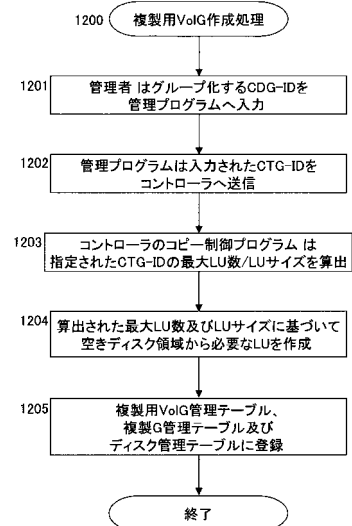 1200
複製用VolG作成処理
1201
管理者 はグループ化するCDG-IDを
管理プログラムへ入力
1202
管理プログラムは入力されたCTG-IDを
コントローラへ送信
1203
コントローラのコピー制御プログラム は
指定されたCTG-IDの最大LU数/LUサイズを算出
1204
算出された最大LU数及びLUサイズに基づいて
空きディスク領域から必要なLUを作成
1205
複製用VolG管理テーブル、
複製G管理テーブル及び
ディスク管理テーブルに登録
終了